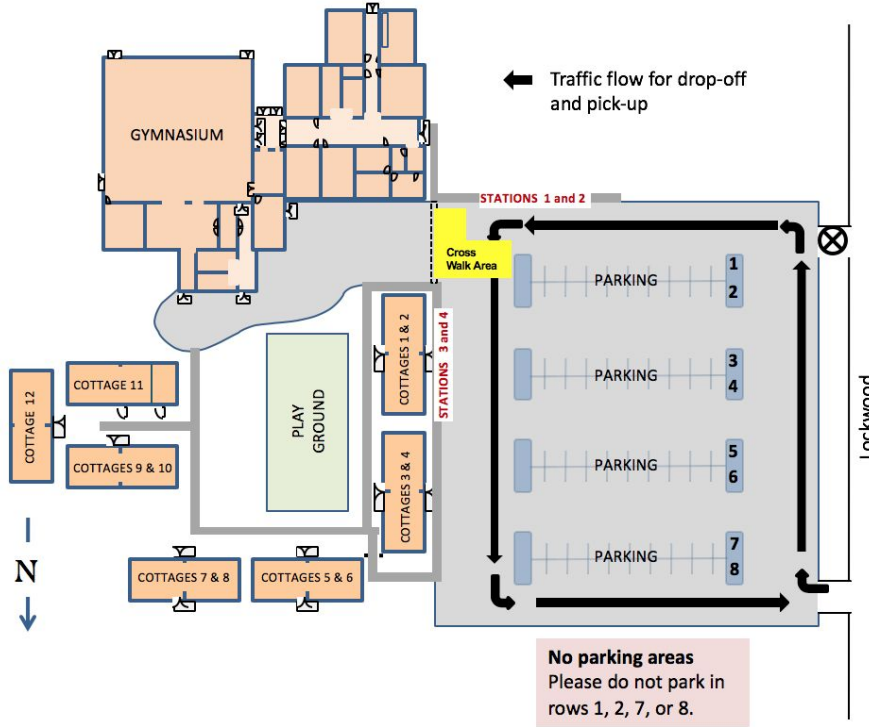 GYMNASIUM
Traffic flow for drop-off
and pick-up
STATIONS 1 and 2
Cross
Walk Area
PARKING
1
2
STATIONS 3 and 4
COTTAGES 1 & 2
PARKING
3
4
Lockwood
COTTAGE 11
COTTAGE 12
PLAY
GROUND
COTTAGES 9 & 10
COTTAGES 3 & 4
PARKING
5
6
PARKING
7
8
N
COTTAGES 7 & 8
COTTAGES 5 & 6
No parking areas
Please do not park in
rows 1, 2, 7, or 8.